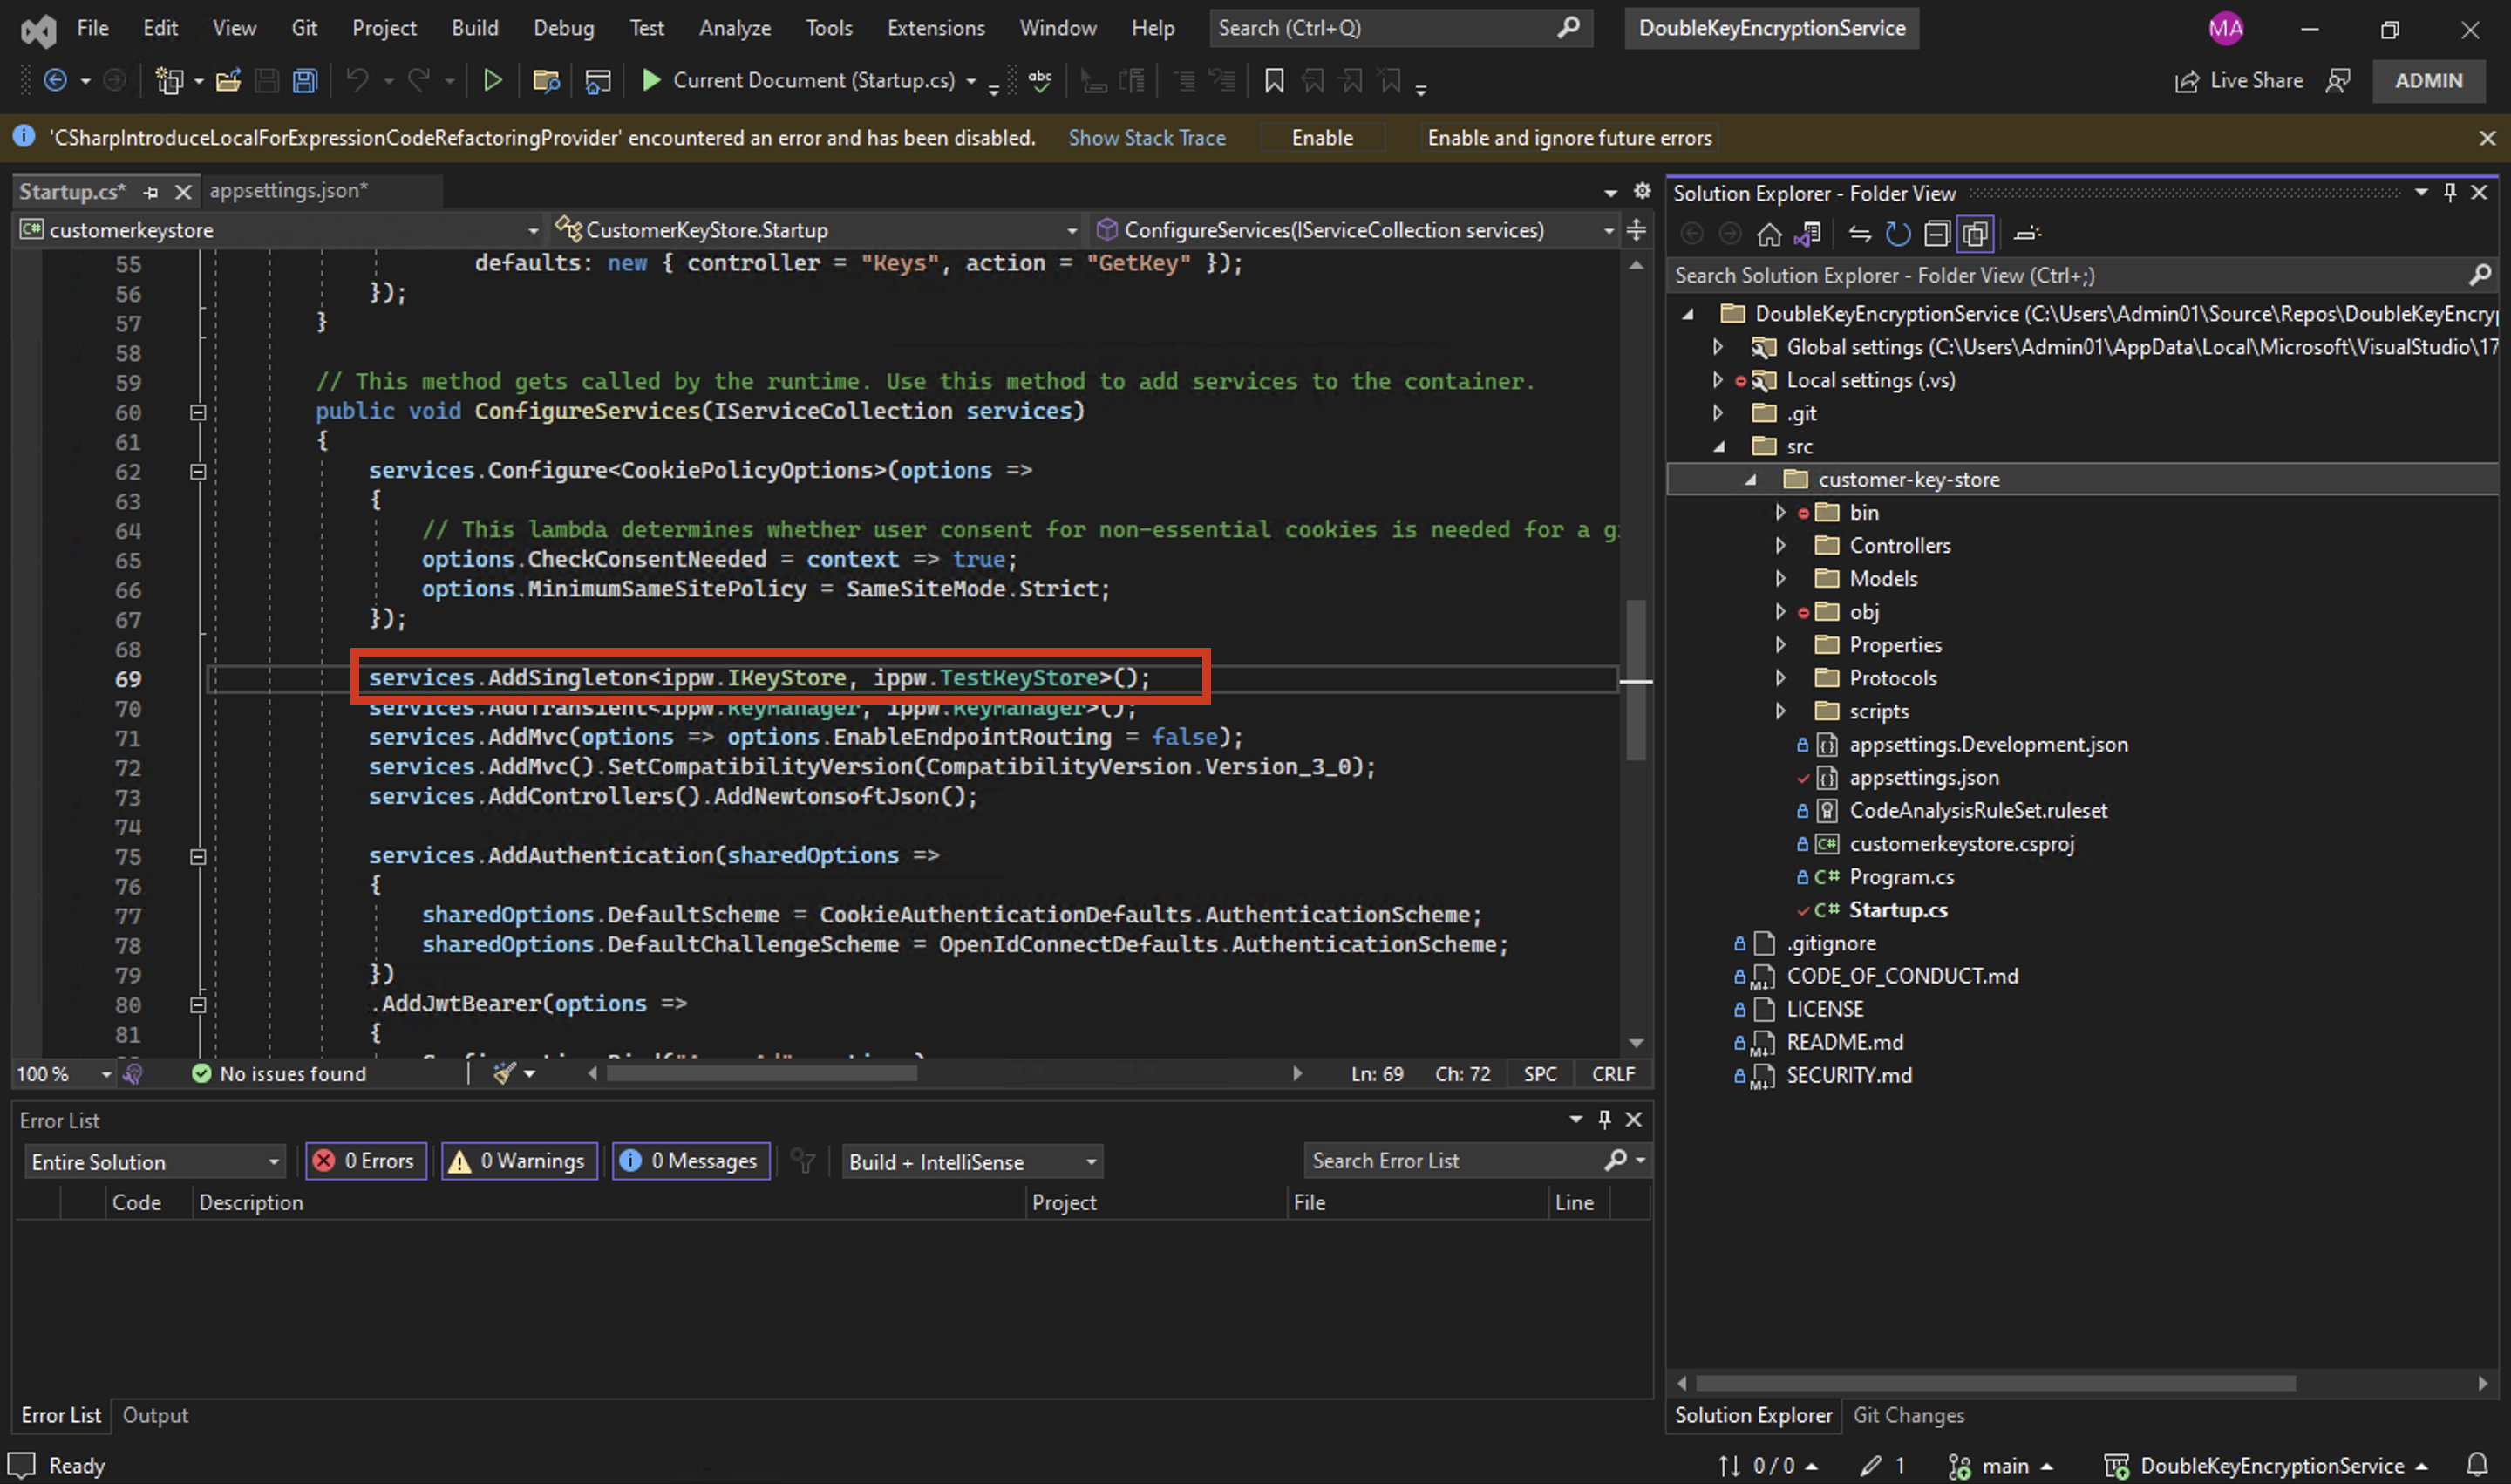 File Edit View Git Project Build Debug Test Analyze Tools Extensions Window Help Search (Ctrl+Q) DoubleKeyEncryptionService MA
Current Document (Startup.cs) abc Live Share ADMIN
'CSharpIntroduceLocalForExpressionCodeRefactoringProvider' encountered an error and has been disabled. Show Stack Trace Enable Enable and ignore future errors
Startup.cs* appsettings.json*
C# customerkeystore CustomerKeyStore.Startup ConfigureServices(IServiceCollection services)
55 defaults: new { controller = "Keys", action = "GetKey" });
56 });
57 }
58
59 // This method gets called by the runtime. Use this method to add services to the container.
60 public void ConfigureServices(IServiceCollection services)
61 {
62 services.Configure<CookiePolicyOptions>(options =>
63 {
64 // This lambda determines whether user consent for non-essential cookies is needed for a g
65 options.CheckConsentNeeded = context => true;
66 options.MinimumSameSitePolicy = SameSiteMode.Strict;
67 });
68
69 services.AddSingleton<ippw.IKeyStore, ippw.TestKeyStore>();
70 services.AddTransient<ippw.KeyManager, ippw.KeyManager>();
71 services.AddMvc(options => options.EnableEndpointRouting = false);
72 services.AddMvc().SetCompatibilityVersion(CompatibilityVersion.Version_3_0);
73 services.AddControllers().AddNewtonsoftJson();
74
75 services.AddAuthentication(sharedOptions =>
76 {
77 sharedOptions.DefaultScheme = CookieAuthenticationDefaults.AuthenticationScheme;
78 sharedOptions.DefaultChallengeScheme = OpenIdConnectDefaults.AuthenticationScheme;
79 })
80 .AddJwtBearer(options =>
81 {
100 % No issues found Ln: 69 Ch: 72 SPC CRLF
Error List
Entire Solution 0 Errors 0 Warnings 0 Messages Build + IntelliSense Search Error List
Code Description Project File Line
Error List Output
Solution Explorer - Folder View
Search Solution Explorer - Folder View (Ctrl+;)
DoubleKeyEncryptionService (C:\Users\Admin01\Source\Repos\DoubleKeyEncry
Global settings (C:\Users\Admin01\AppData\Local\Microsoft\VisualStudio\17
Local settings (.vs)
.git
src
customer-key-store
bin
Controllers
Models
obj
Properties
Protocols
scripts
appsettings.Development.json
appsettings.json
CodeAnalysisRuleSet.ruleset
C# customerkeystore.csproj
C# Program.cs
C# Startup.cs
.gitignore
CODE_OF_CONDUCT.md
LICENSE
README.md
SECURITY.md
Solution Explorer Git Changes
Ready 0 / 0 1 main DoubleKeyEncryptionService